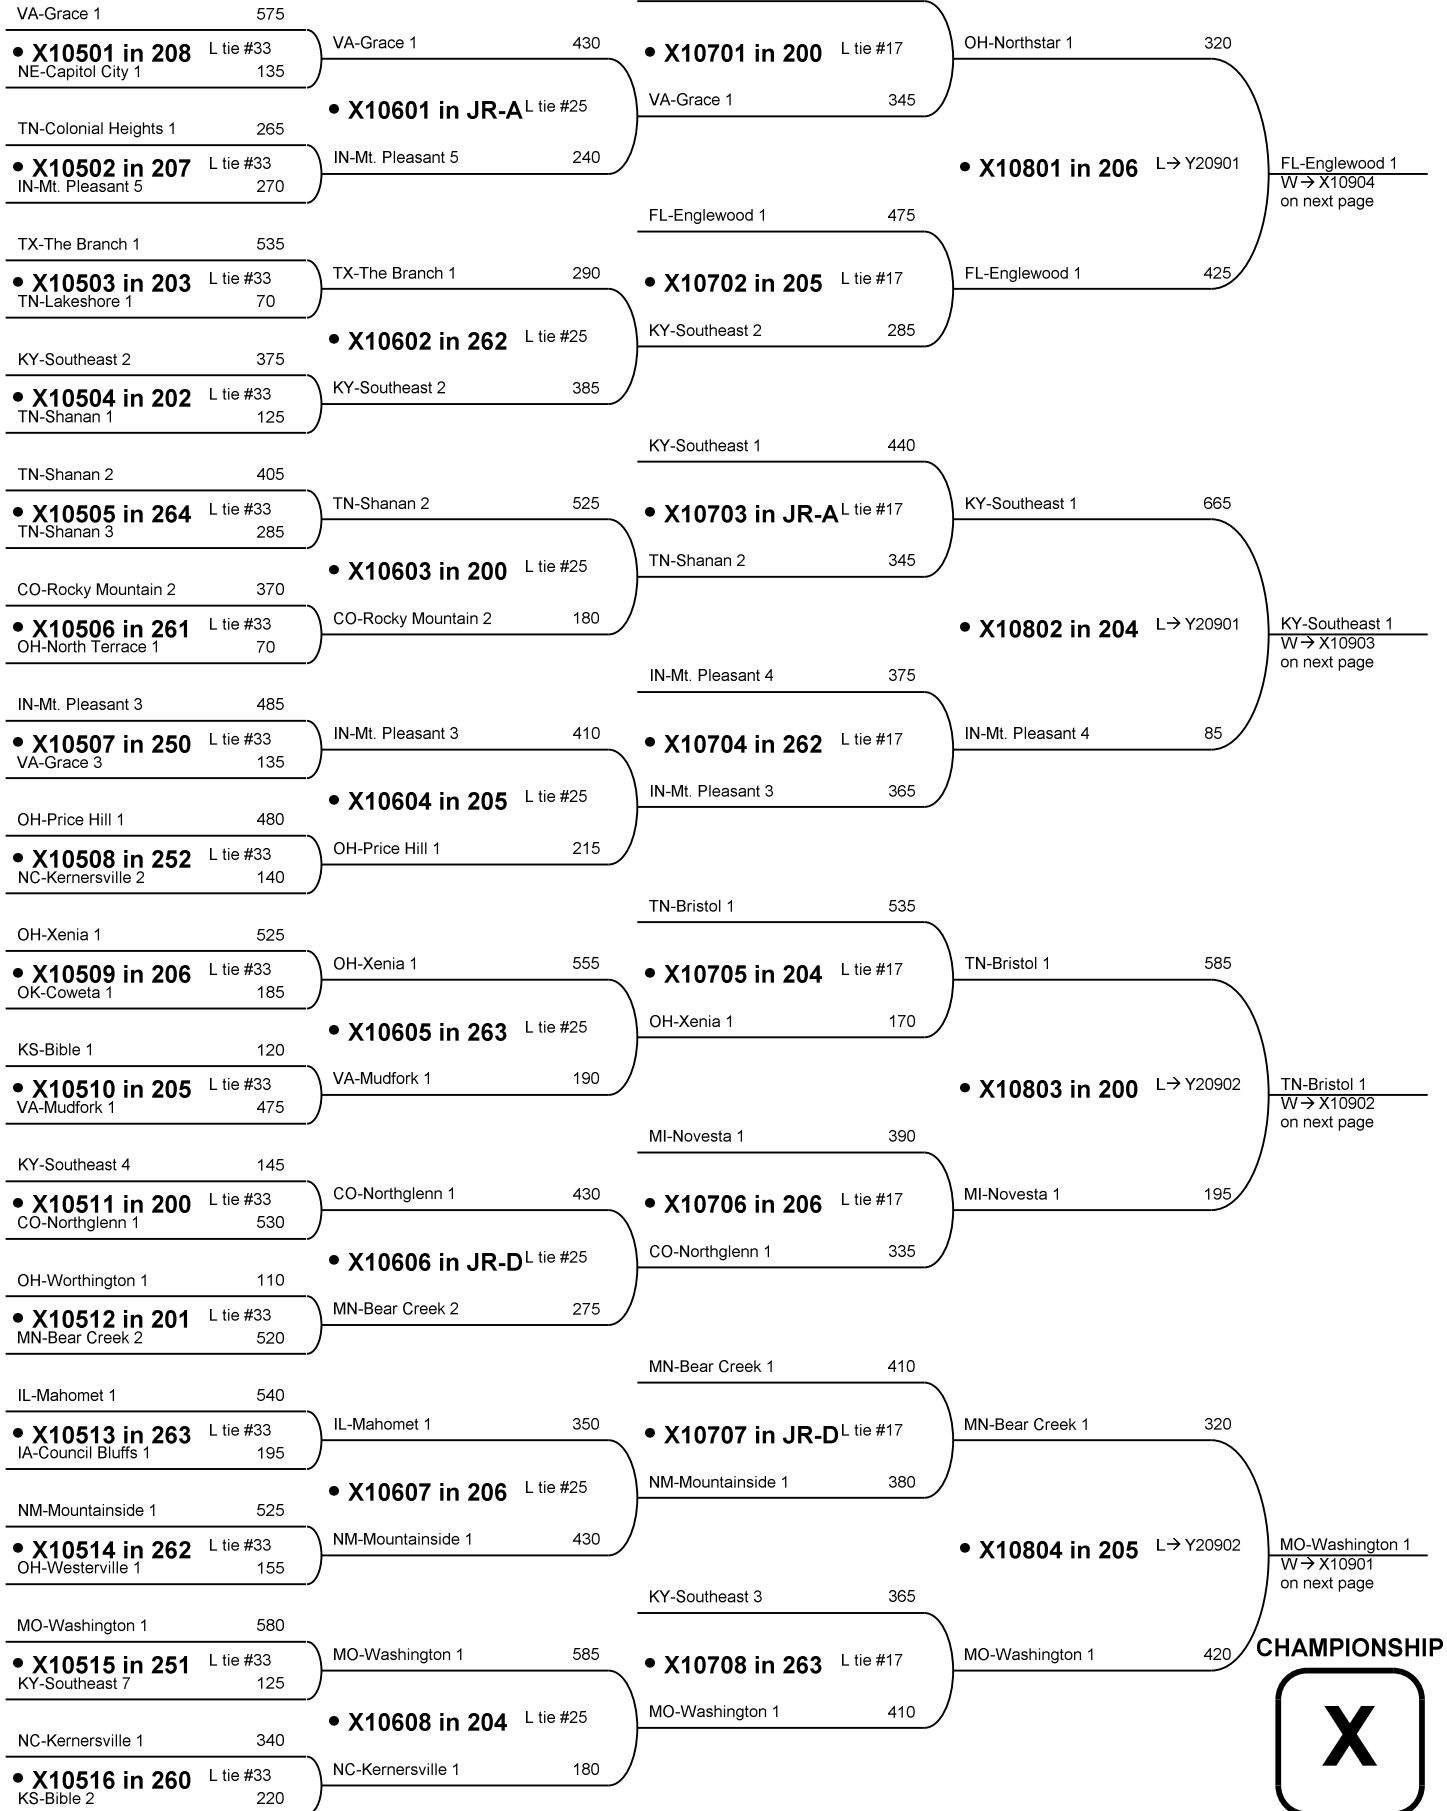 VA-Grace 1 575
X10501 in 208 L tie #33
NE-Capitol City 1 135
TN-Colonial Heights 1 265
X10502 in 207 L tie #33
IN-Mt. Pleasant 5 270
TX-The Branch 1 535
X10503 in 203 L tie #33
TN-Lakeshore 1 70
KY-Southeast 2 375
X10504 in 202 L tie #33
TN-Shanan 1 125
TN-Shanan 2 405
X10505 in 264 L tie #33
TN-Shanan 3 285
CO-Rocky Mountain 2 370
X10506 in 261 L tie #33
OH-North Terrace 1 70
IN-Mt. Pleasant 3 485
X10507 in 250 L tie #33
VA-Grace 3 135
OH-Price Hill 1 480
X10508 in 252 L tie #33
NC-Kernersville 2 140
OH-Xenia 1 525
X10509 in 206 L tie #33
OK-Coweta 1 185
KS-Bible 1 120
X10510 in 205 L tie #33
VA-Mudfork 1 475
KY-Southeast 4 145
X10511 in 200 L tie #33
CO-Northglenn 1 530
OH-Worthington 1 110
X10512 in 201 L tie #33
MN-Bear Creek 2 520
IL-Mahomet 1 540
X10513 in 263 L tie #33
IA-Council Bluffs 1 195
NM-Mountainside 1 525
X10514 in 262 L tie #33
OH-Westerville 1 155
MO-Washington 1 580
X10515 in 251 L tie #33
KY-Southeast 7 125
NC-Kernersville 1 340
X10516 in 260 L tie #33
KS-Bible 2 220
VA-Grace 1 430
X10601 in JR-A L tie #25
IN-Mt. Pleasant 5 240
TX-The Branch 1 290
X10602 in 262 L tie #25
KY-Southeast 2 385
TN-Shanan 2 525
X10603 in 200 L tie #25
CO-Rocky Mountain 2 180
IN-Mt. Pleasant 3 410
X10604 in 205 L tie #25
OH-Price Hill 1 215
OH-Xenia 1 555
X10605 in 263 L tie #25
VA-Mudfork 1 190
CO-Northglenn 1 430
X10606 in JR-D L tie #25
MN-Bear Creek 2 275
IL-Mahomet 1 350
X10607 in 206 L tie #25
NM-Mountainside 1 430
MO-Washington 1 585
X10608 in 204 L tie #25
NC-Kernersville 1 180
X10701 in 200 L tie #17
VA-Grace 1 345
FL-Englewood 1 475
X10702 in 205 L tie #17
KY-Southeast 2 285
KY-Southeast 1 440
X10703 in JR-A L tie #17
TN-Shanan 2 345
IN-Mt. Pleasant 4 375
X10704 in 262 L tie #17
IN-Mt. Pleasant 3 365
TN-Bristol 1 535
X10705 in 204 L tie #17
OH-Xenia 1 170
MI-Novesta 1 390
X10706 in 206 L tie #17
CO-Northglenn 1 335
MN-Bear Creek 1 410
X10707 in JR-D L tie #17
NM-Mountainside 1 380
KY-Southeast 3 365
X10708 in 263 L tie #17
MO-Washington 1 410
OH-Northstar 1 320
X10801 in 206 L→ Y20901
FL-Englewood 1 425
KY-Southeast 1 665
X10802 in 204 L→ Y20901
IN-Mt. Pleasant 4 85
TN-Bristol 1 585
X10803 in 200 L→ Y20902
MI-Novesta 1 195
MN-Bear Creek 1 320
X10804 in 205 L→ Y20902
MO-Washington 1 420
FL-Englewood 1
W→ X10904
on next page
KY-Southeast 1
W→ X10903
on next page
TN-Bristol 1
W→ X10902
on next page
MO-Washington 1
W→ X10901
on next page
CHAMPIONSHIP
X